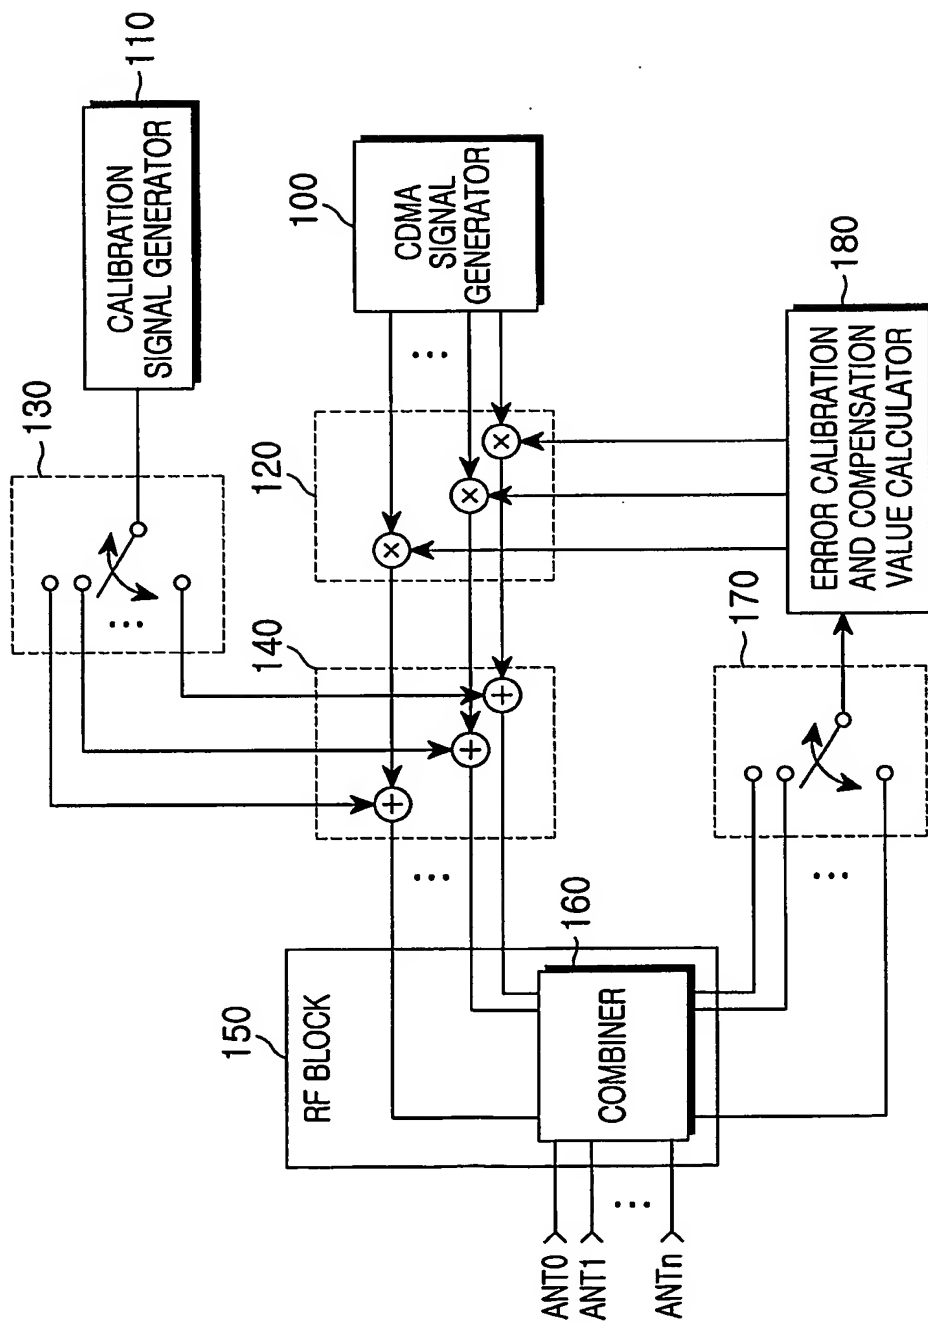 110
CALIBRATION
SIGNAL GENERATOR
130
100
CDMA
SIGNAL
GENERATOR
120
140
180
ERROR CALIBRATION
AND COMPENSATION
VALUE CALCULATOR
170
150
RF BLOCK
160
COMBINER
ANT0
ANT1
ANTn